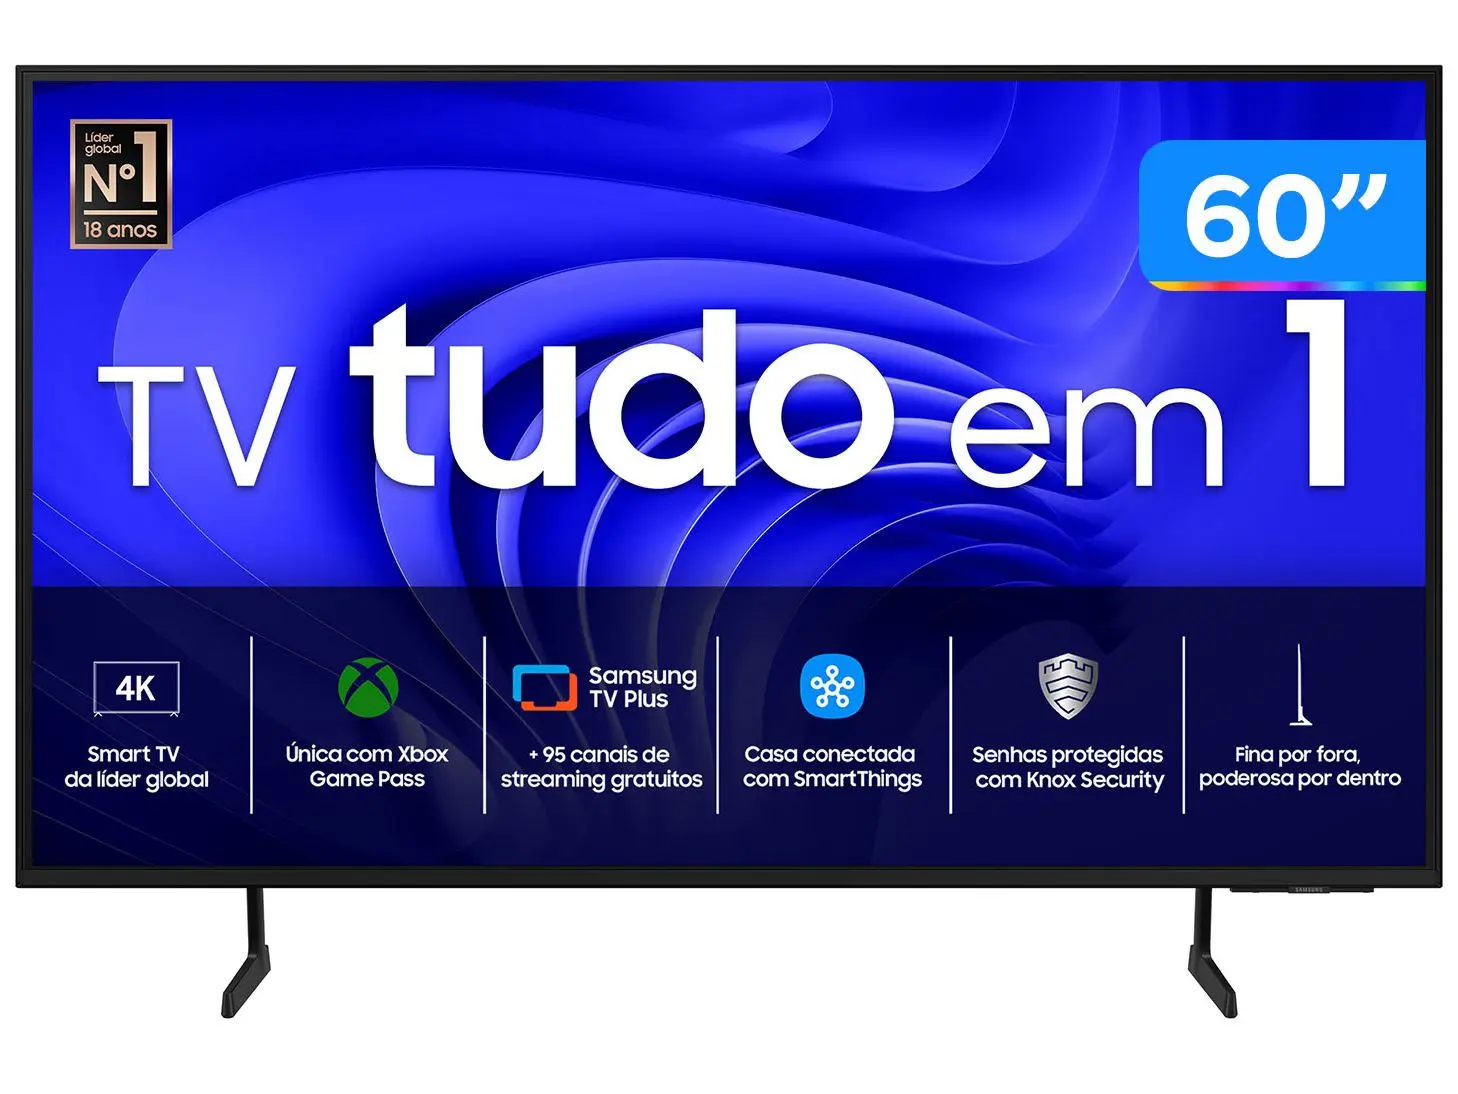 Líder
global
Nº1
18 anos
60”
TV tudo em 1
4K
Smart TV
da líder global
Única com Xbox
Game Pass
Samsung
TV Plus
+ 95 canais de
streaming gratuitos
Casa conectada
com SmartThings
Senhas protegidas
com Knox Security
Fina por fora,
poderosa por dentro
SAMSUNG